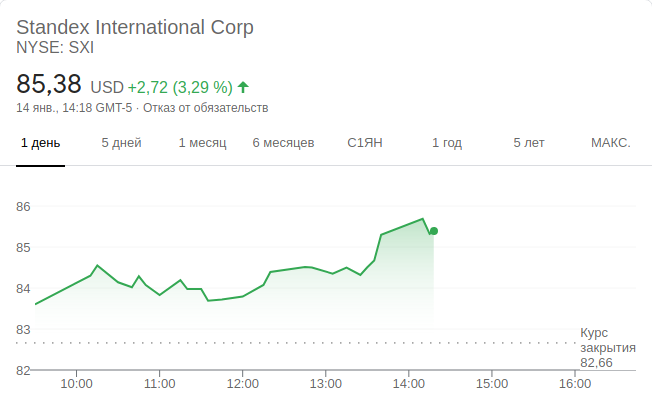 Standex International Corp
NYSE: SXI
85,38 USD +2,72 (3,29 %)
14 янв., 14:18 GMT-5 · Отказ от обязательств
1 день 5 дней 1 месяц 6 месяцев С1ЯН 1 год 5 лет МАКС.
86
85
84
83
82
Курс
закрытия
82,66
10:00 11:00 12:00 13:00 14:00 15:00 16:00